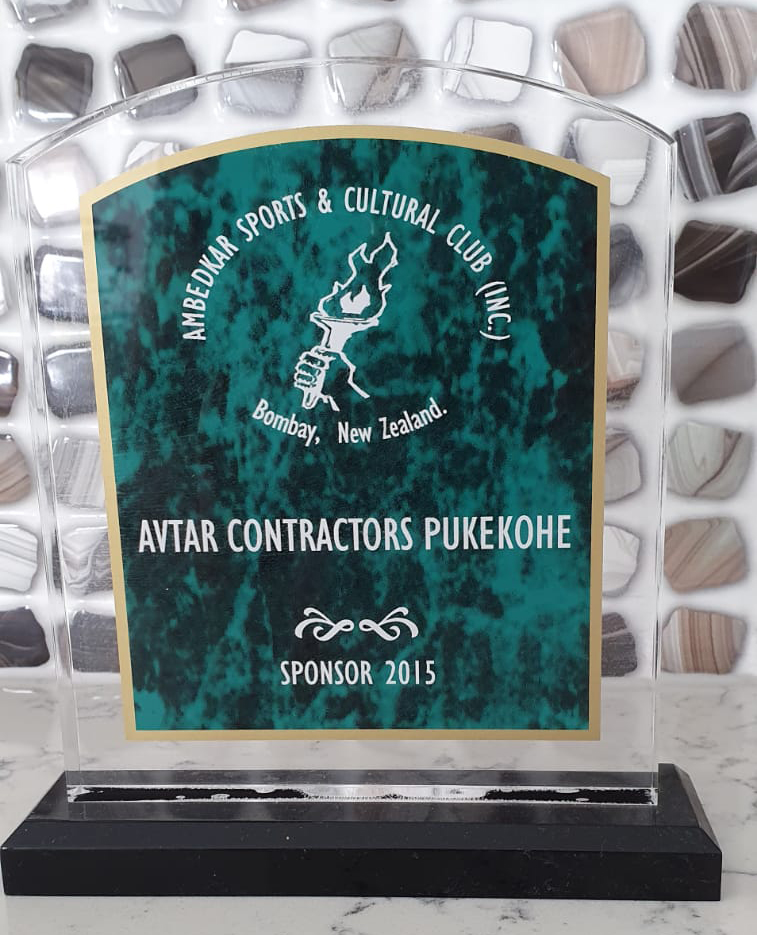 AMBEDKAR SPORTS & CULTURAL CLUB (INC.)
Bombay, New Zealand.
AVTAR CONTRACTORS PUKEKOHE
SPONSOR 2015